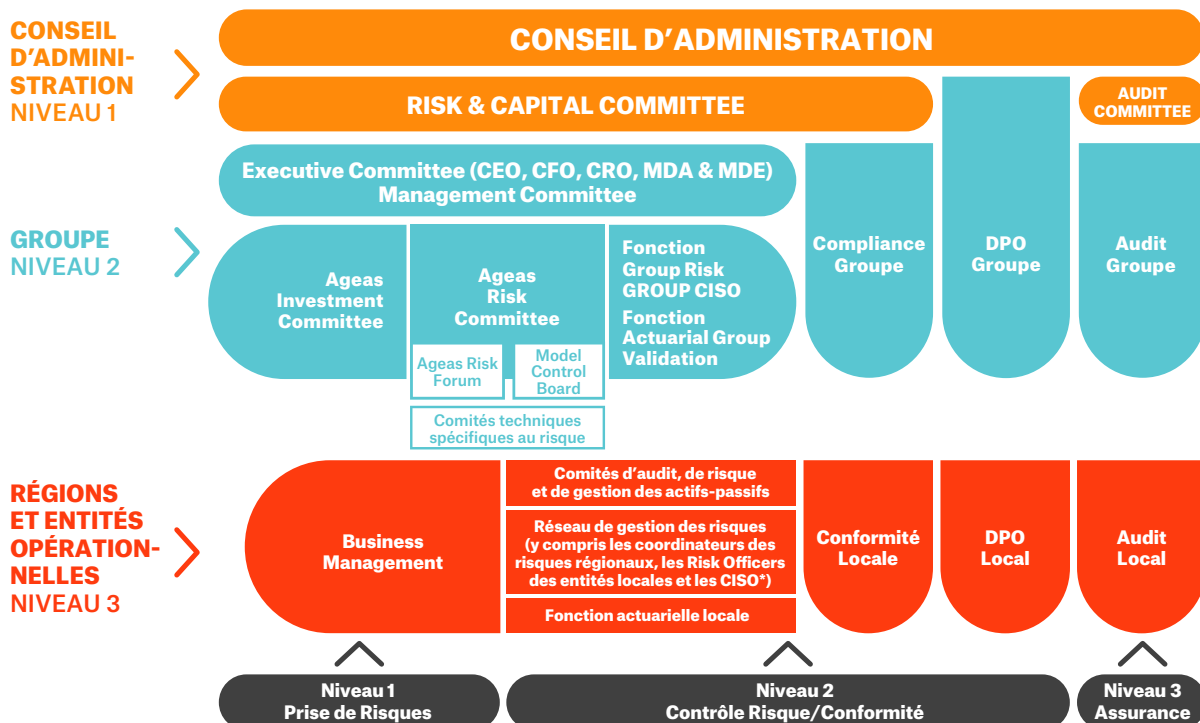 CONSEIL
D'ADMINI-
STRATION
NIVEAU 1
CONSEIL D'ADMINISTRATION
RISK & CAPITAL COMMITTEE
AUDIT
COMMITTEE
GROUPE
NIVEAU 2
Executive Committee (CEO, CFO, CRO, MDA & MDE)
Management Committee
Ageas
Investment
Committee
Ageas
Risk
Committee
Ageas Risk
Forum
Model
Control
Board
Comités techniques
spécifiques au risque
Fonction
Group Risk
GROUP CISO
Fonction
Actuarial Group
Validation
Compliance
Groupe
DPO
Groupe
Audit
Groupe
RÉGIONS
ET ENTITÉS
OPÉRATION-
NELLES
NIVEAU 3
Business
Management
Comités d'audit, de risque
et de gestion des actifs-passifs
Réseau de gestion des risques
(y compris les coordinateurs des
risques régionaux, les Risk Officers
des entités locales et les CISO*)
Fonction actuarielle locale
Conformité
Locale
DPO
Local
Audit
Local
Niveau 1
Prise de Risques
Niveau 2
Contrôle Risque/Conformité
Niveau 3
Assurance